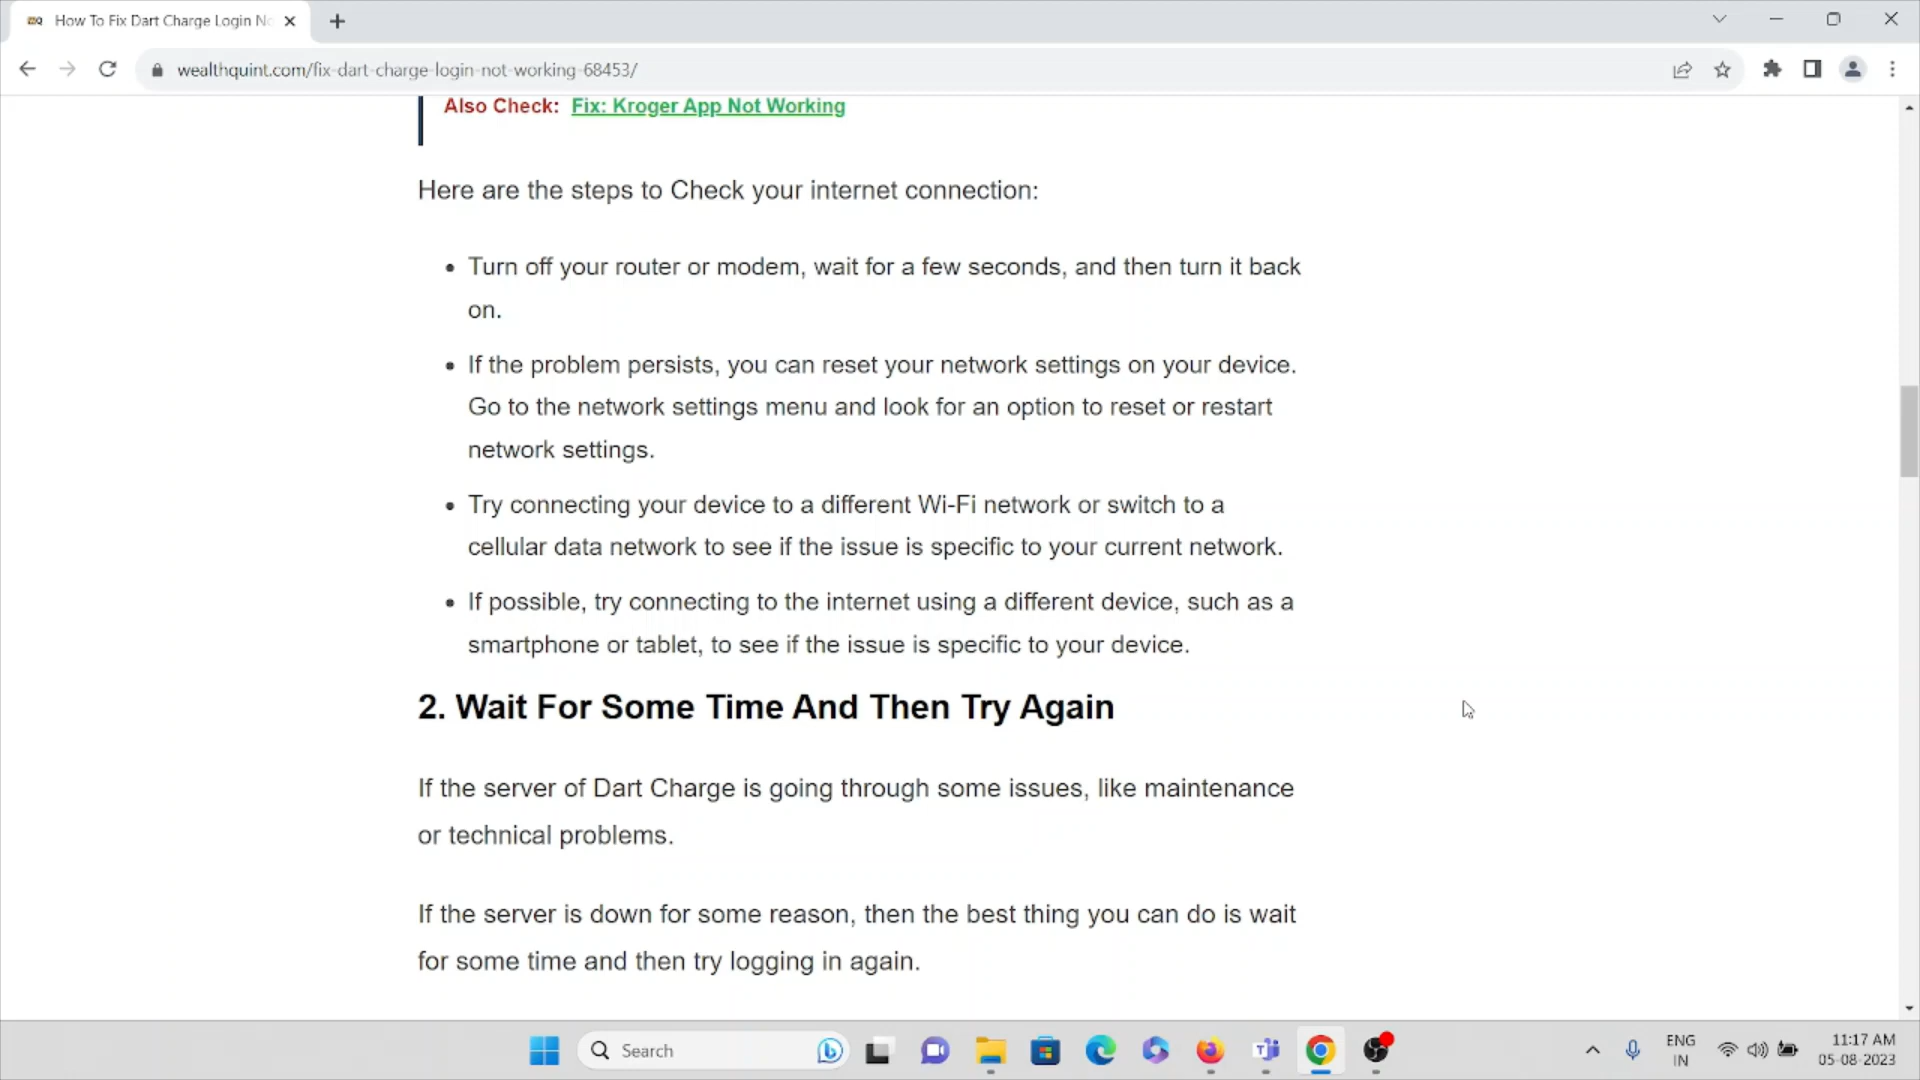 How To Fix Dart Charge Login No
wealthquint.com/fix-dart-charge-login-not-working-68453/
Also Check: Fix: Kroger App Not Working
Here are the steps to Check your internet connection:
Turn off your router or modem, wait for a few seconds, and then turn it back
on.
If the problem persists, you can reset your network settings on your device.
Go to the network settings menu and look for an option to reset or restart
network settings.
Try connecting your device to a different Wi-Fi network or switch to a
cellular data network to see if the issue is specific to your current network.
If possible, try connecting to the internet using a different device, such as a
smartphone or tablet, to see if the issue is specific to your device.
2. Wait For Some Time And Then Try Again
If the server of Dart Charge is going through some issues, like maintenance
or technical problems.
If the server is down for some reason, then the best thing you can do is wait
for some time and then try logging in again.
Search
ENG
IN
11:17 AM
05-08-2023